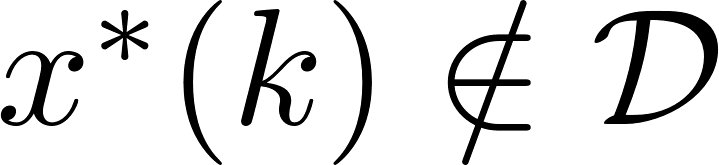 x*(k) ∉ 𝒟